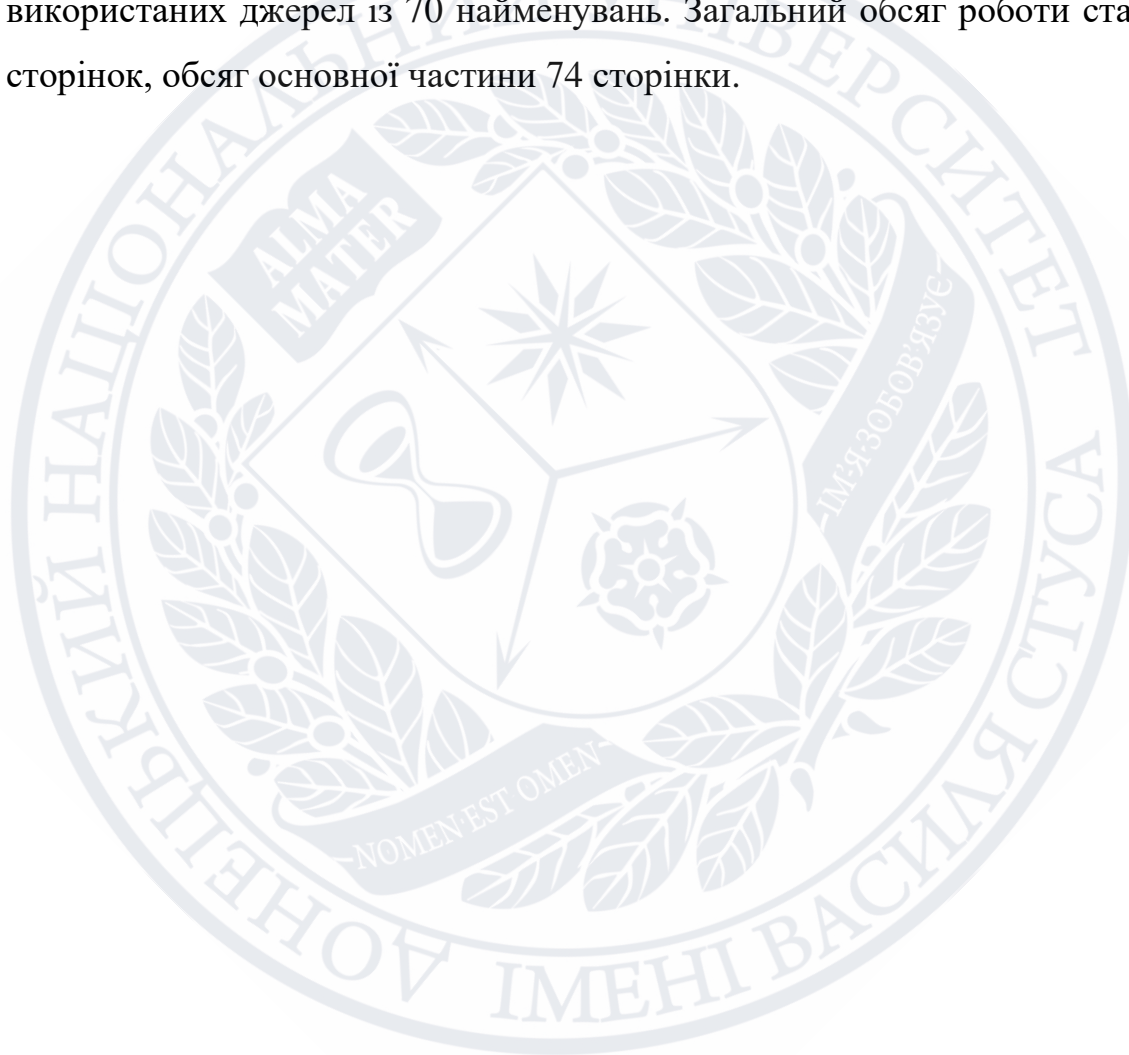 використаних джерел із 70 найменувань. Загальний обсяг роботи
сторінок, обсяг основної частини 74 сторінки.
ДОНЕЦЬКИЙ НАЦІОНАЛЬНИЙ УНІВЕРСИТЕТ ІМЕНІ ВАСИЛЯ СТУСА
ALMA
MATER
ІМ'Я·ЗОБОВ'ЯЗУЄ
NOMEN·EST OMEN